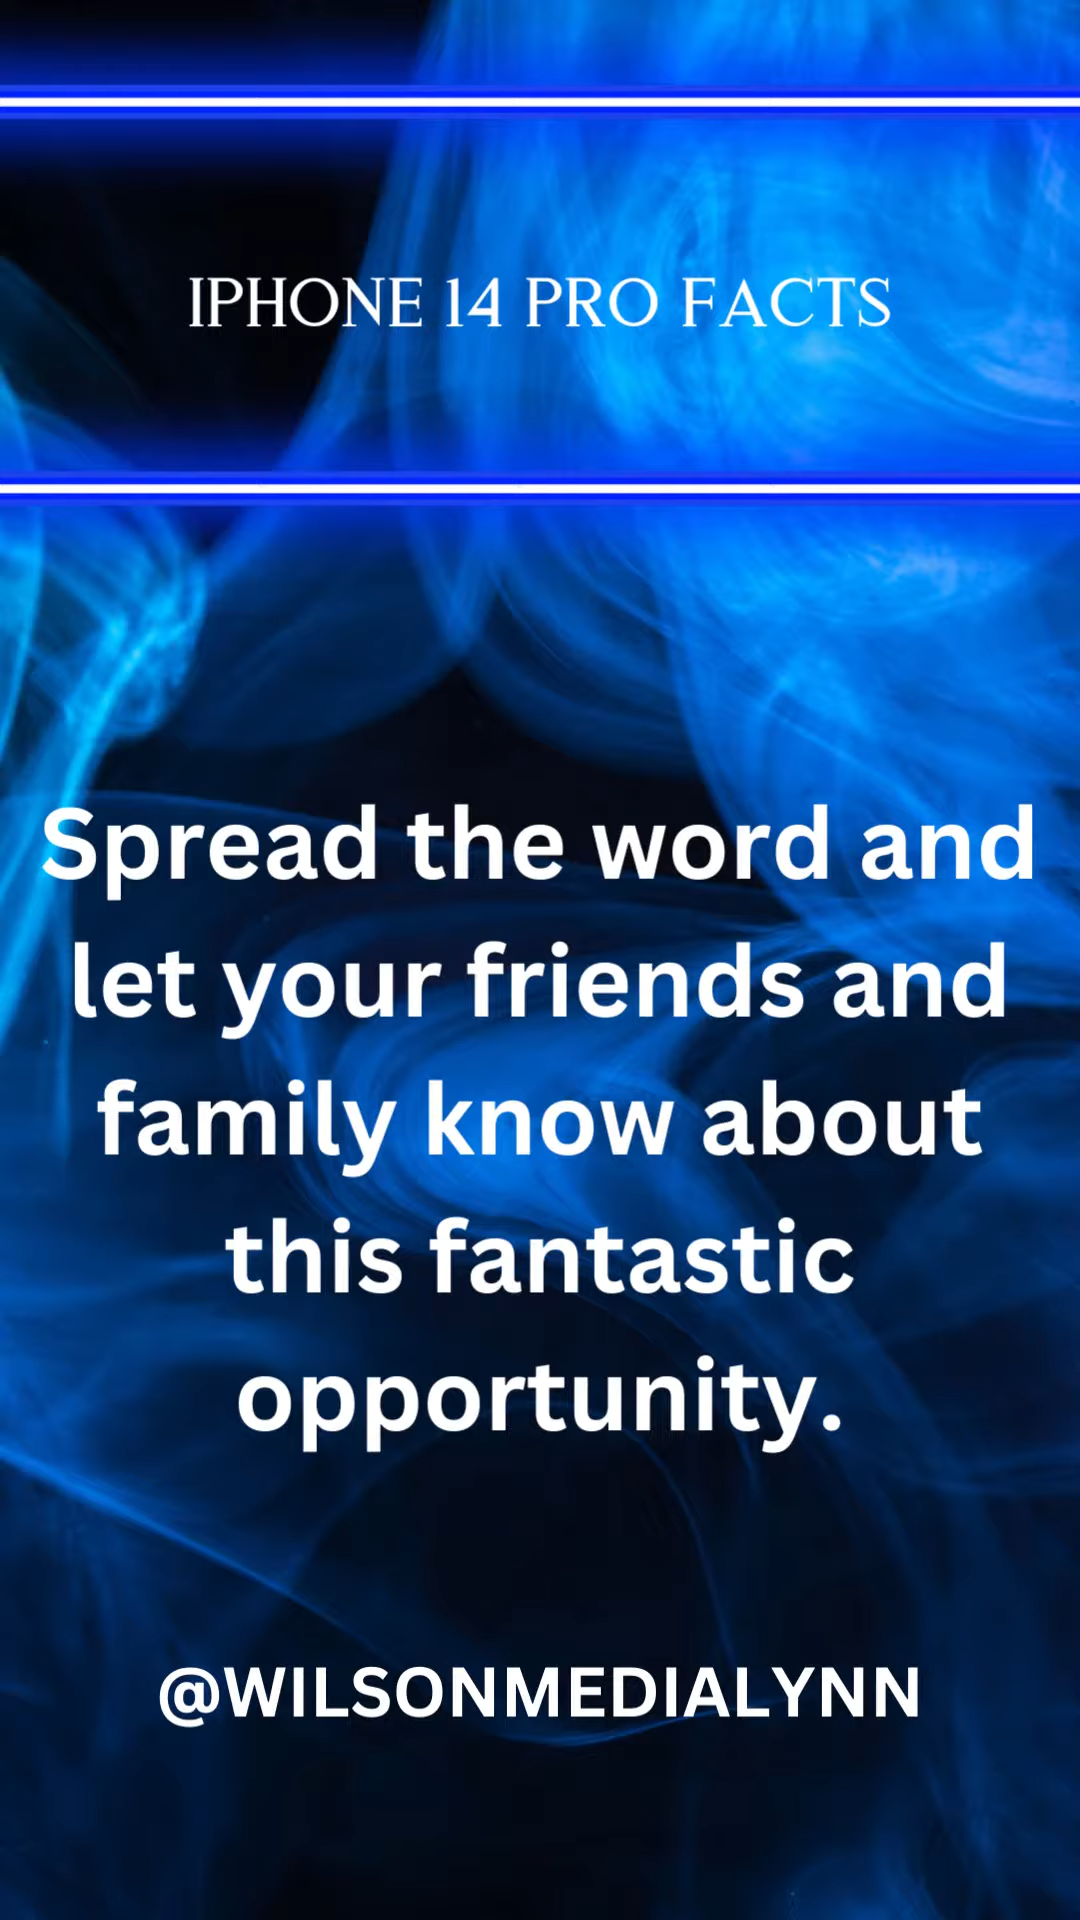 IPHONE 14 PRO FACTS
Spread the word and
let your friends and
family know about
this fantastic
opportunity.
@WILSONMEDIALYNN